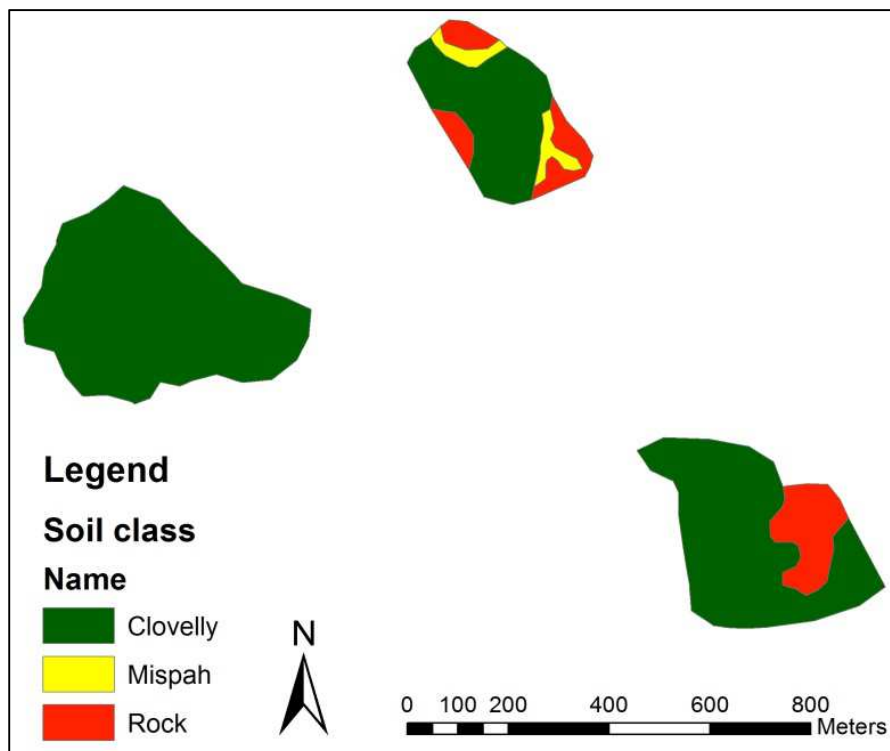 Legend
Soil class
Name
Clovelly
Mispah
Rock
N
0 100 200 400 600 800
Meters